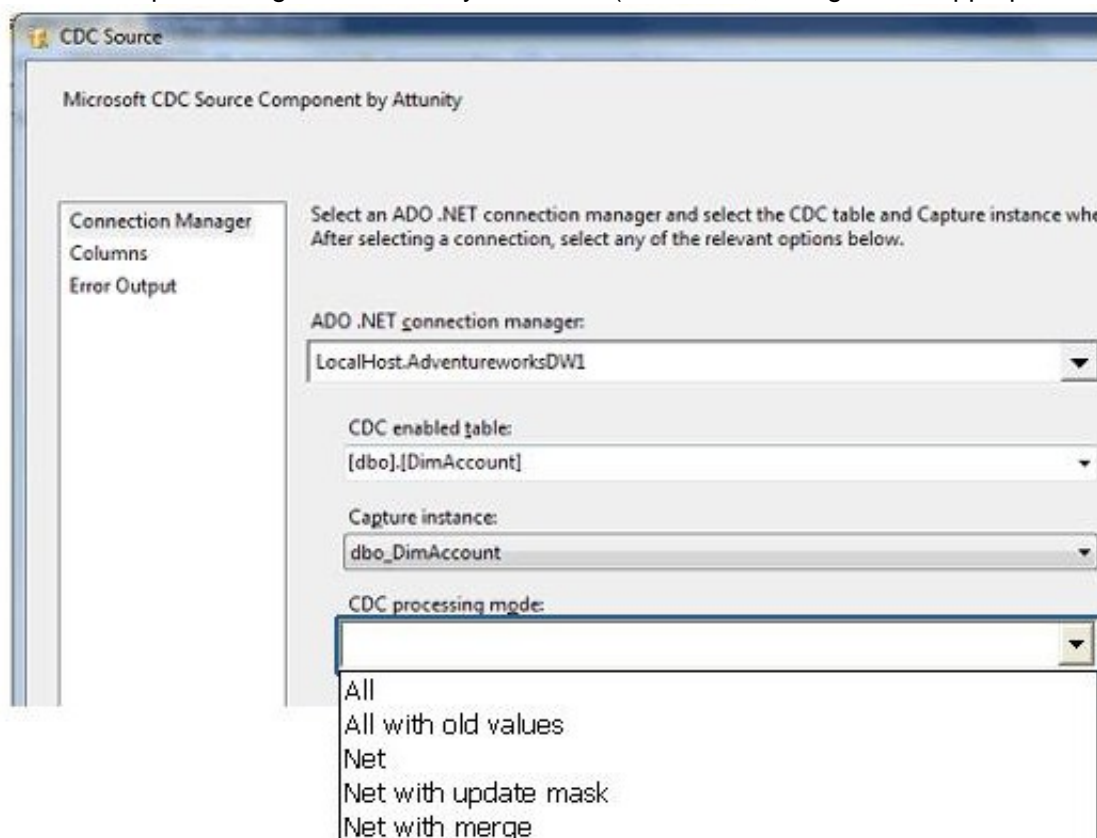 CDC Source
Microsoft CDC Source Component by Attunity
Connection Manager
Columns
Error Output
Select an ADO .NET connection manager and select the CDC table and Capture instance whe
After selecting a connection, select any of the relevant options below.
ADO .NET connection manager:
LocalHost.AdventureworksDW1
CDC enabled table:
[dbo].[DimAccount]
Capture instance:
dbo_DimAccount
CDC processing mode:
All
All with old values
Net
Net with update mask
Net with merge